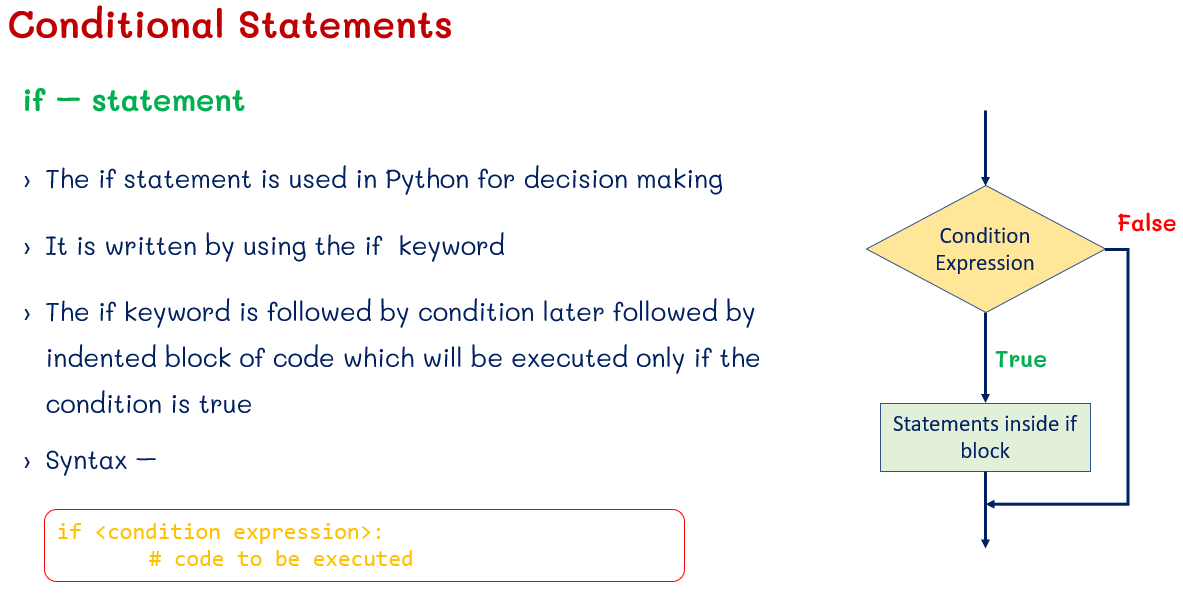 Conditional Statements
if – statement
› The if statement is used in Python for decision making
› It is written by using the if keyword
› The if keyword is followed by condition later followed by
indented block of code which will be executed only if the
condition is true
› Syntax –
if <condition expression>:
# code to be executed
Condition
Expression
False
True
Statements inside if
block